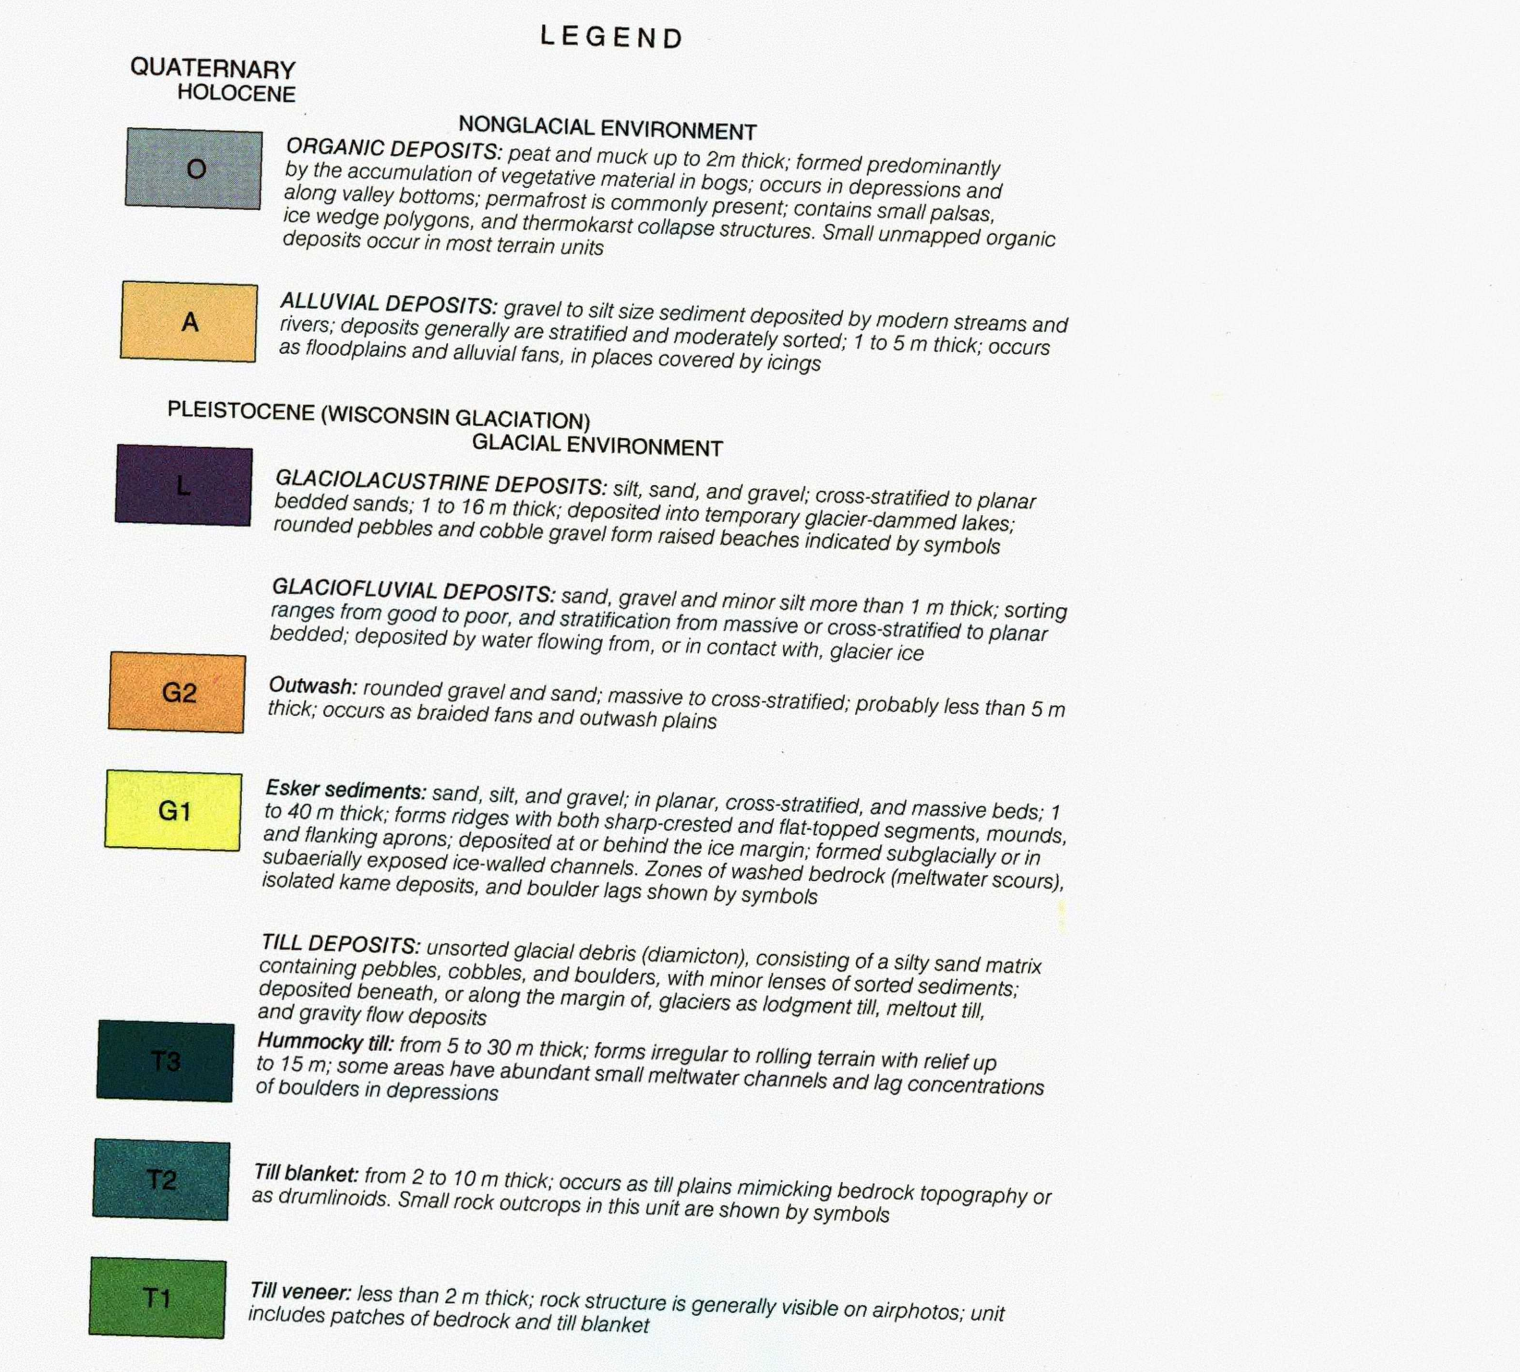 LEGEND
QUATERNARY
HOLOCENE
NONGLACIAL ENVIRONMENT
O
ORGANIC DEPOSITS: peat and muck up to 2m thick; formed predominantly
by the accumulation of vegetative material in bogs; occurs in depressions and
along valley bottoms; permafrost is commonly present; contains small palsas,
ice wedge polygons, and thermokarst collapse structures. Small unmapped organic
deposits occur in most terrain units
A
ALLUVIAL DEPOSITS: gravel to silt size sediment deposited by modern streams and
rivers; deposits generally are stratified and moderately sorted; 1 to 5 m thick; occurs
as floodplains and alluvial fans, in places covered by icings
PLEISTOCENE (WISCONSIN GLACIATION)
GLACIAL ENVIRONMENT
L
GLACIOLACUSTRINE DEPOSITS: silt, sand, and gravel; cross-stratified to planar
bedded sands; 1 to 16 m thick; deposited into temporary glacier-dammed lakes;
rounded pebbles and cobble gravel form raised beaches indicated by symbols
GLACIOFLUVIAL DEPOSITS: sand, gravel and minor silt more than 1 m thick; sorting
ranges from good to poor, and stratification from massive or cross-stratified to planar
bedded; deposited by water flowing from, or in contact with, glacier ice
G2
Outwash: rounded gravel and sand; massive to cross-stratified; probably less than 5 m
thick; occurs as braided fans and outwash plains
G1
Esker sediments: sand, silt, and gravel; in planar, cross-stratified, and massive beds; 1
to 40 m thick; forms ridges with both sharp-crested and flat-topped segments, mounds,
and flanking aprons; deposited at or behind the ice margin; formed subglacially or in
subaerially exposed ice-walled channels. Zones of washed bedrock (meltwater scours),
isolated kame deposits, and boulder lags shown by symbols
TILL DEPOSITS: unsorted glacial debris (diamicton), consisting of a silty sand matrix
containing pebbles, cobbles, and boulders, with minor lenses of sorted sediments;
deposited beneath, or along the margin of, glaciers as lodgment till, meltout till,
and gravity flow deposits
T3
Hummocky till: from 5 to 30 m thick; forms irregular to rolling terrain with relief up
to 15 m; some areas have abundant small meltwater channels and lag concentrations
of boulders in depressions
T2
Till blanket: from 2 to 10 m thick; occurs as till plains mimicking bedrock topography or
as drumlinoids. Small rock outcrops in this unit are shown by symbols
T1
Till veneer: less than 2 m thick; rock structure is generally visible on airphotos; unit
includes patches of bedrock and till blanket